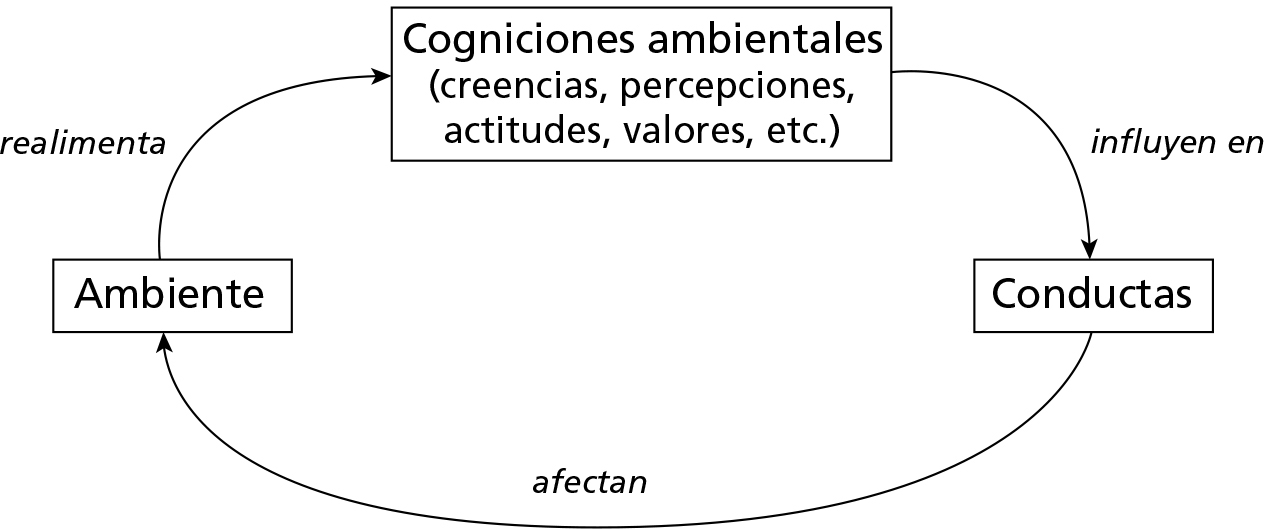 Cogniciones ambientales
(creencias, percepciones,
actitudes, valores, etc.)
realimenta
influyen en
Ambiente
Conductas
afectan